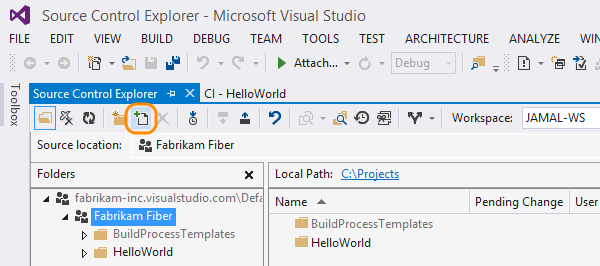 Source Control Explorer - Microsoft Visual Studio
FILE EDIT VIEW BUILD DEBUG TEAM TOOLS TEST ARCHITECTURE ANALYZE WIN
Attach... Debug
Toolbox
Source Control Explorer CI - HelloWorld
Workspace: JAMAL-WS
Source location: Fabrikam Fiber
Folders Local Path: C:\Projects
fabrikam-inc.visualstudio.com\Defa
Name Pending Change User
Fabrikam Fiber
BuildProcessTemplates BuildProcessTemplates
HelloWorld HelloWorld